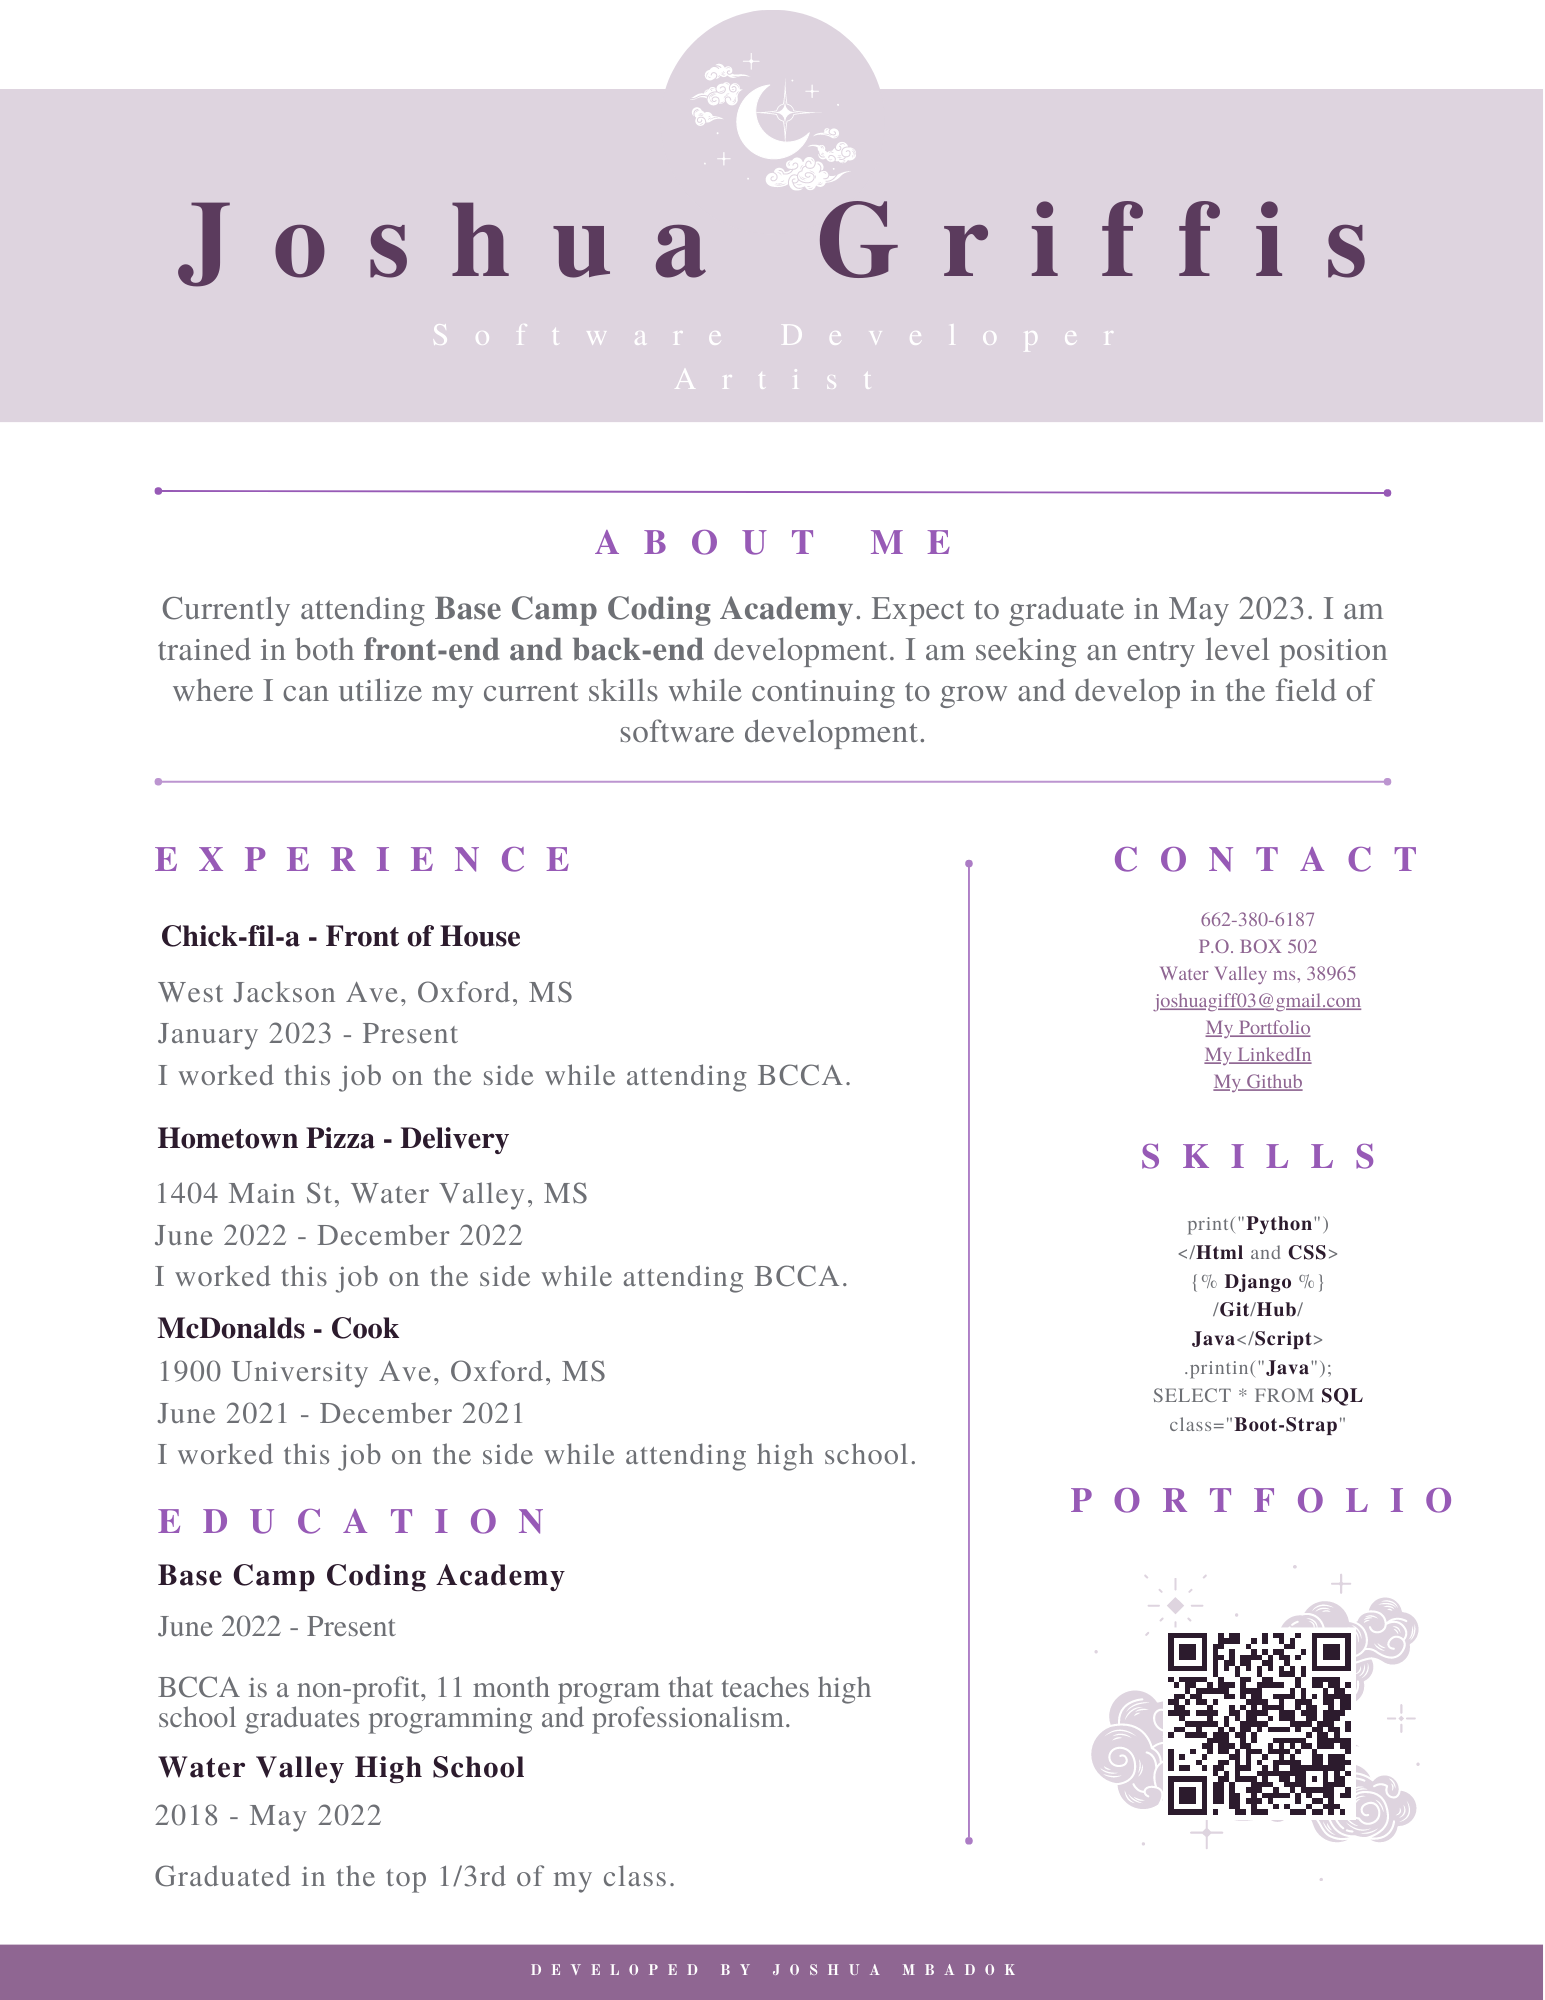 Joshua Griffis
Software Developer
Artist
ABOUT ME
Currently attending Base Camp Coding Academy. Expect to graduate in May 2023. I am
trained in both front-end and back-end development. I am seeking an entry level position
where I can utilize my current skills while continuing to grow and develop in the field of
software development.
EXPERIENCE
Chick-fil-a - Front of House
West Jackson Ave, Oxford, MS
January 2023 - Present
I worked this job on the side while attending BCCA.
Hometown Pizza - Delivery
1404 Main St, Water Valley, MS
June 2022 - December 2022
I worked this job on the side while attending BCCA.
McDonalds - Cook
1900 University Ave, Oxford, MS
June 2021 - December 2021
I worked this job on the side while attending high school.
EDUCATION
Base Camp Coding Academy
June 2022 - Present
BCCA is a non-profit, 11 month program that teaches high
school graduates programming and professionalism.
Water Valley High School
2018 - May 2022
Graduated in the top 1/3rd of my class.
CONTACT
662-380-6187
P.O. BOX 502
Water Valley ms, 38965
joshuagiff03@gmail.com
My Portfolio
My LinkedIn
My Github
SKILLS
print("Python")
</Html and CSS>
{% Django %}
/Git/Hub/
Java</Script>
.printin("Java");
SELECT * FROM SQL
class="Boot-Strap"
PORTFOLIO
DEVELOPED BY JOSHUA MBADOK